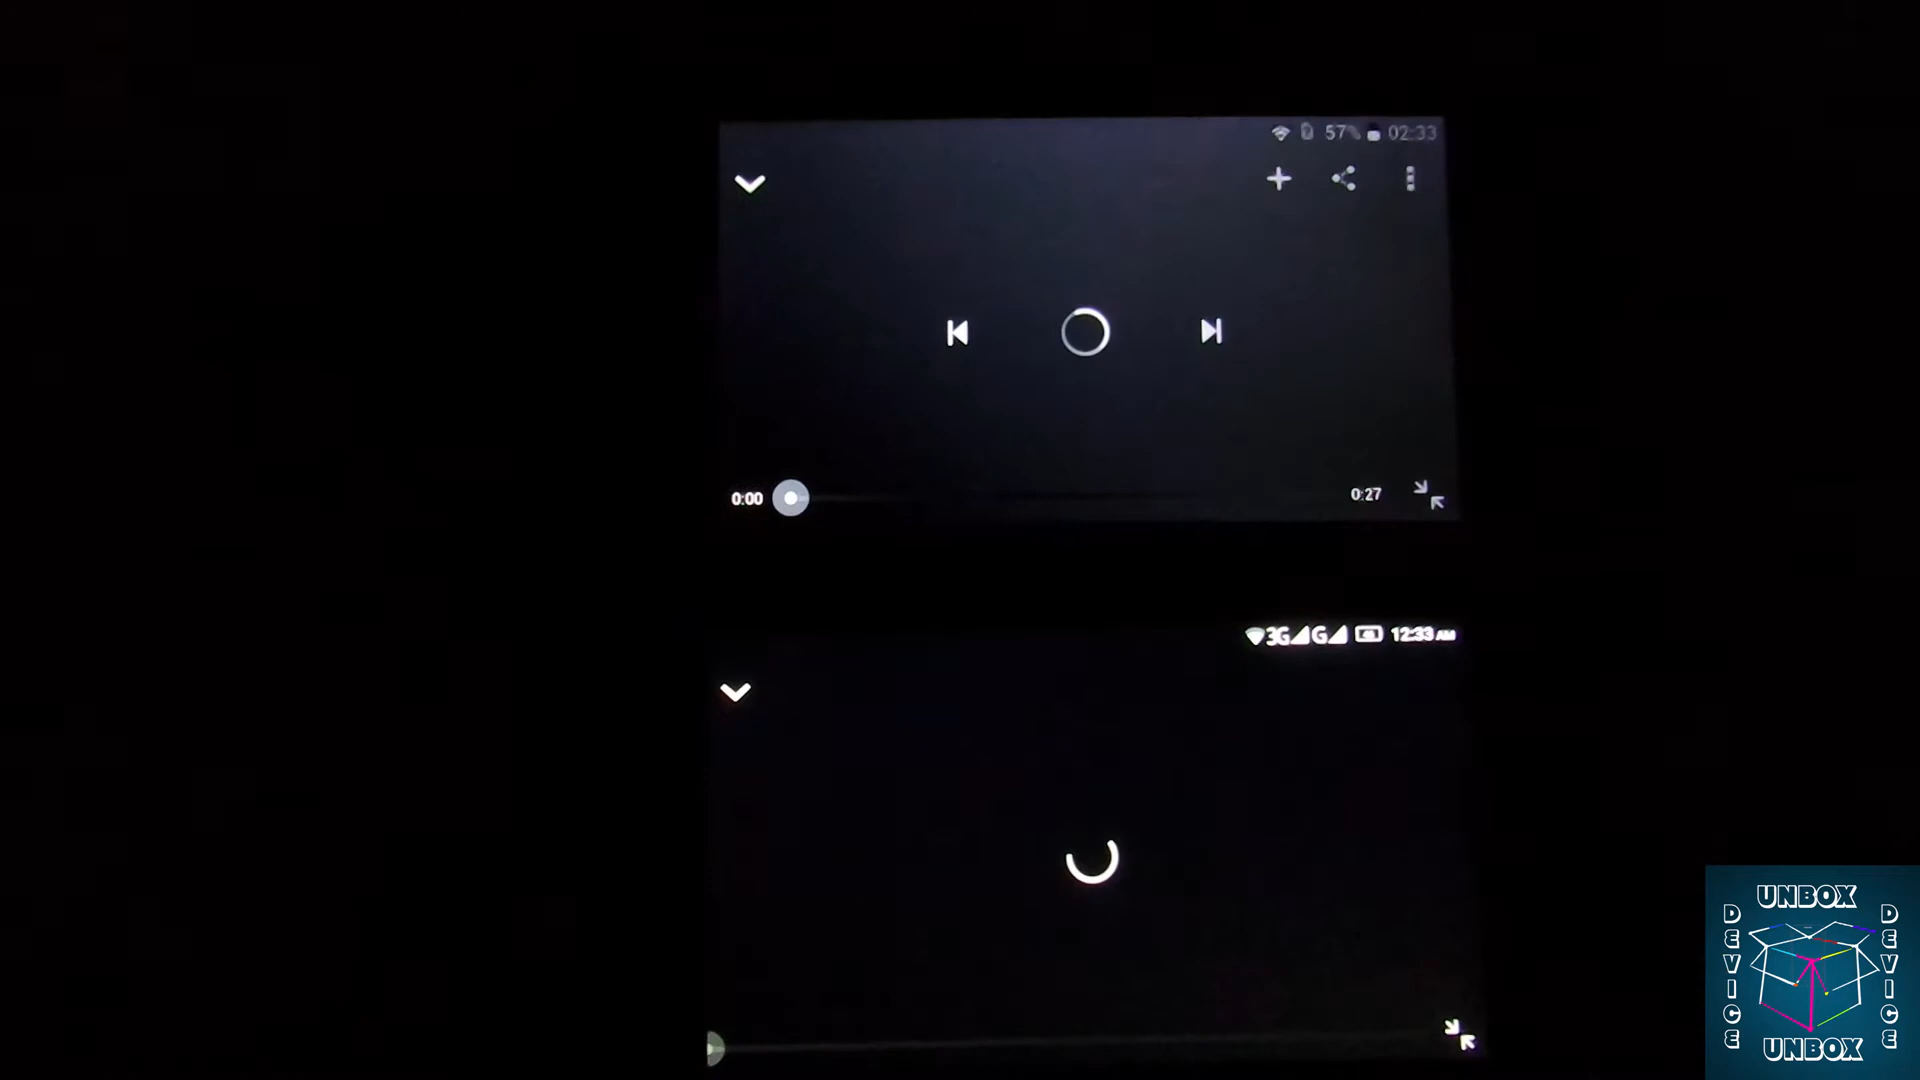 57% 02:33
0:00
0:27
3G G 12:33 AM
UNBOX
DEVICE
DEVICE
UNBOX